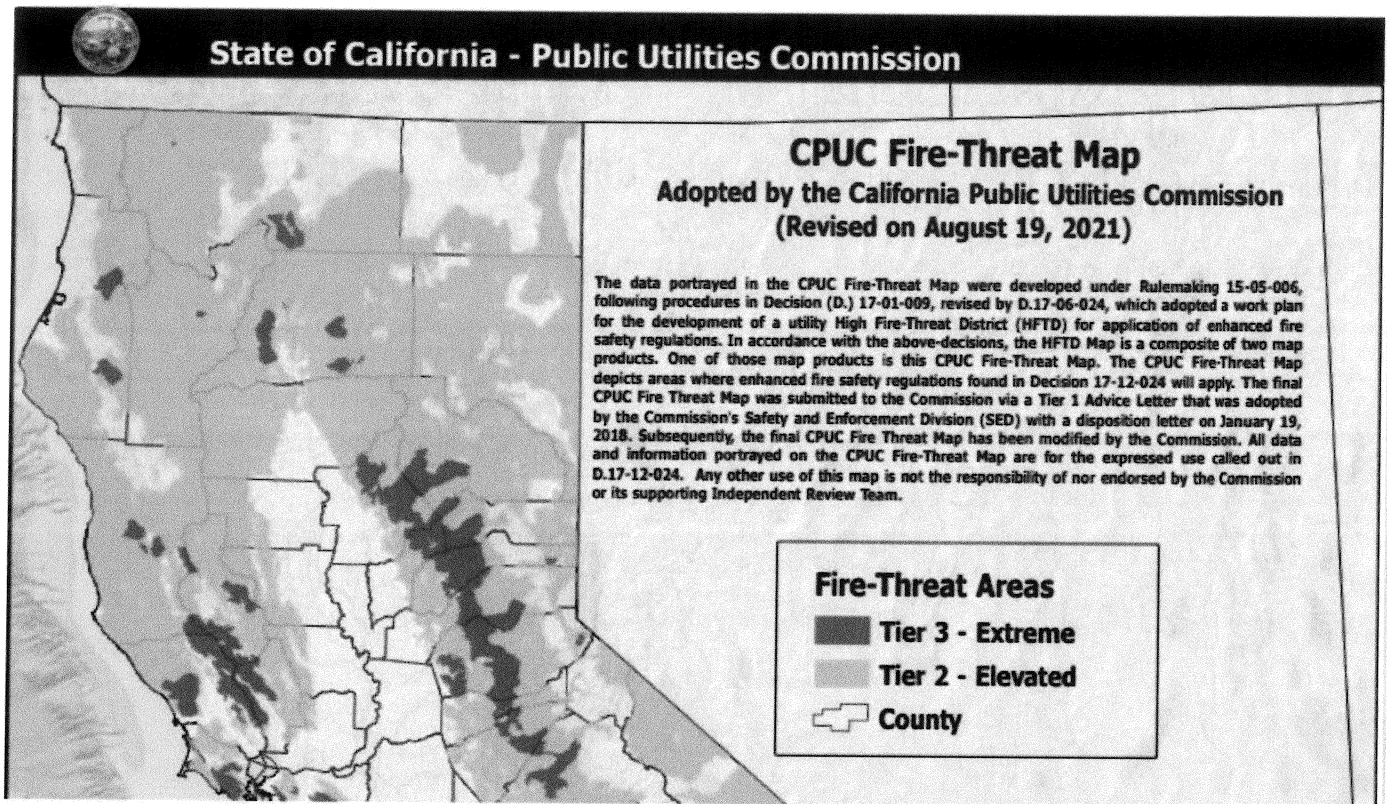 State of California - Public Utilities Commission
CPUC Fire-Threat Map
Adopted by the California Public Utilities Commission
(Revised on August 19, 2021)
The data portrayed in the CPUC Fire-Threat Map were developed under Rulemaking 15-05-006,
following procedures in Decision (D.) 17-01-009, revised by D.17-06-024, which adopted a work plan
for the development of a utility High Fire-Threat District (HFTD) for application of enhanced fire
safety regulations. In accordance with the above-decisions, the HFTD Map is a composite of two map
products. One of those map products is this CPUC Fire-Threat Map. The CPUC Fire-Threat Map
depicts areas where enhanced fire safety regulations found in Decision 17-12-024 will apply. The final
CPUC Fire Threat Map was submitted to the Commission via a Tier 1 Advice Letter that was adopted
by the Commission's Safety and Enforcement Division (SED) with a disposition letter on January 19,
2018. Subsequently, the final CPUC Fire Threat Map has been modified by the Commission. All data
and information portrayed on the CPUC Fire-Threat Map are for the expressed use called out in
D.17-12-024. Any other use of this map is not the responsibility of nor endorsed by the Commission
or its supporting Independent Review Team.
Fire-Threat Areas
Tier 3 - Extreme
Tier 2 - Elevated
County